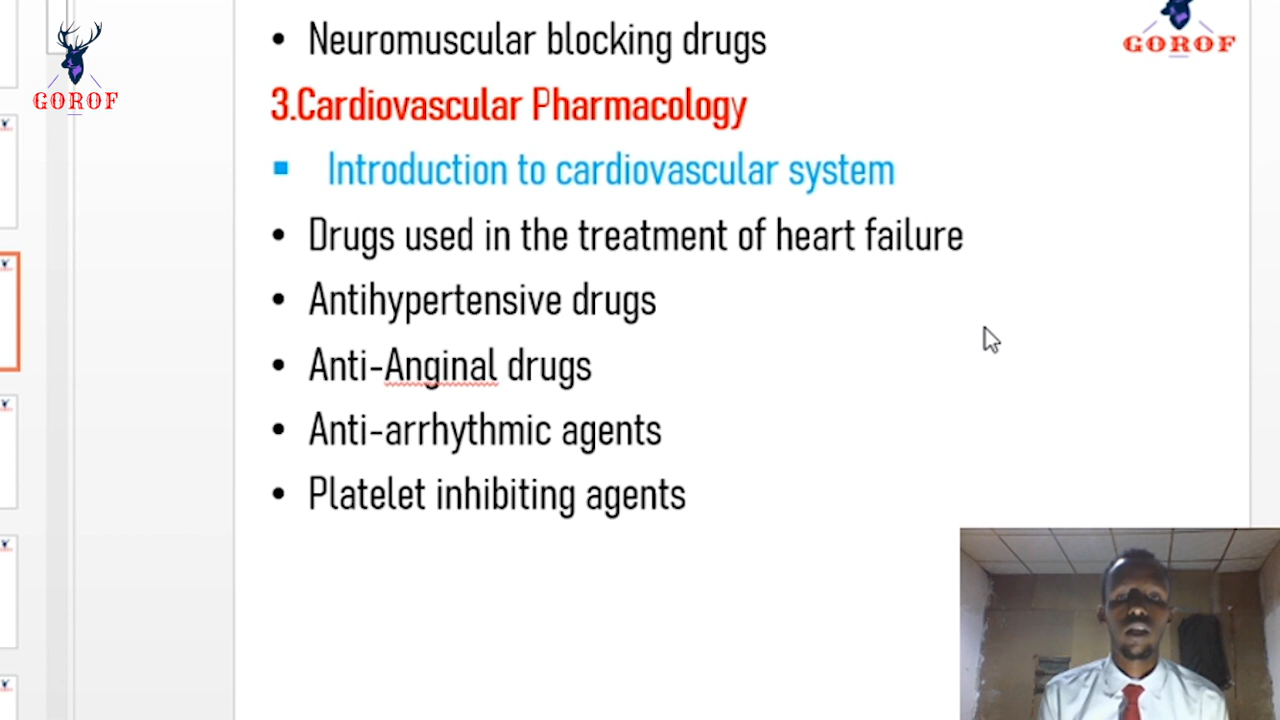 GOROF
GOROF
• Neuromuscular blocking drugs
3.Cardiovascular Pharmacology
▪ Introduction to cardiovascular system
• Drugs used in the treatment of heart failure
• Antihypertensive drugs
• Anti-Anginal drugs
• Anti-arrhythmic agents
• Platelet inhibiting agents